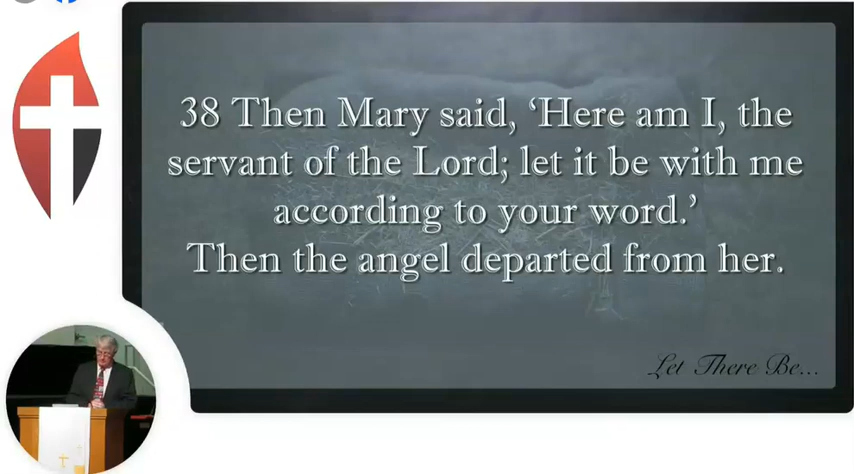 38 Then Mary said, ‘Here am I, the
servant of the Lord; let it be with me
according to your word.’
Then the angel departed from her.
Let There Be...